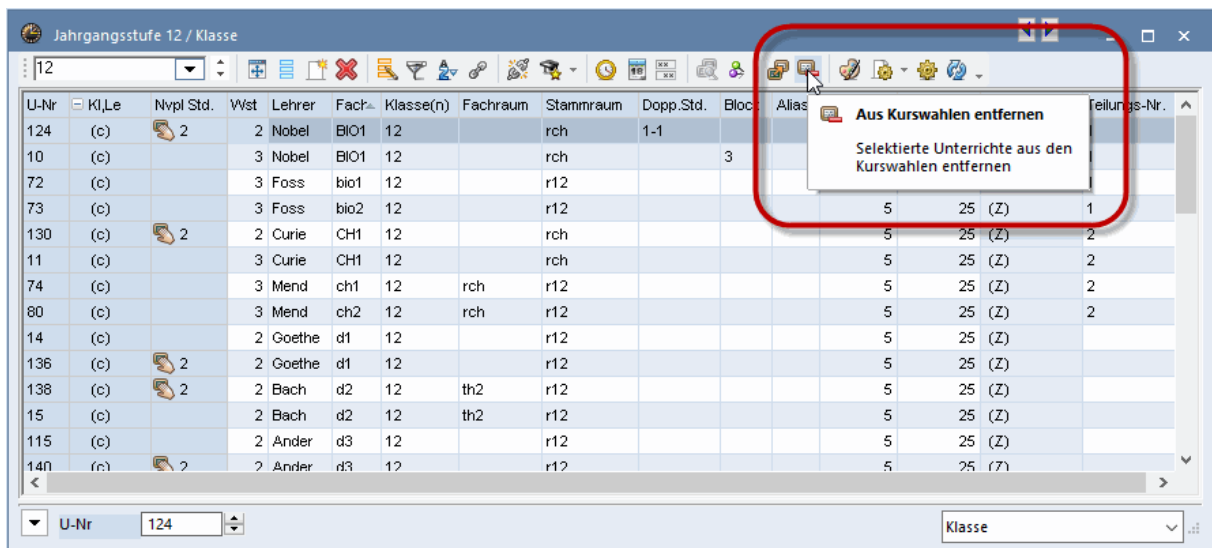 Jahrgangsstufe 12 / Klasse
12
U-Nr Kl,Le Nvpl Std. Wst Lehrer Fach Klasse(n) Fachraum Stammraum Dopp.Std. Block Alias Teilungs-Nr.
124 (c) 2 2 Nobel BIO1 12 rch 1-1
10 (c) 3 Nobel BIO1 12 rch 3
72 (c) 3 Foss bio1 12 r12
73 (c) 3 Foss bio2 12 r12 5 25 (Z) 1
130 (c) 2 2 Curie CH1 12 rch 5 25 (Z) 2
11 (c) 3 Curie CH1 12 rch 5 25 (Z) 2
74 (c) 3 Mend ch1 12 rch r12 5 25 (Z) 2
80 (c) 3 Mend ch2 12 rch r12 5 25 (Z) 2
14 (c) 2 Goethe d1 12 r12 5 25 (Z)
136 (c) 2 2 Goethe d1 12 r12 5 25 (Z)
138 (c) 2 2 Bach d2 12 th2 r12 5 25 (Z)
15 (c) 2 Bach d2 12 th2 r12 5 25 (Z)
115 (c) 2 Ander d3 12 r12 5 25 (Z)
140 (c) 2 2 Ander d3 12 r12 5 25 (Z)
Aus Kurswahlen entfernen
Selektierte Unterrichte aus den
Kurswahlen entfernen
U-Nr 124 Klasse